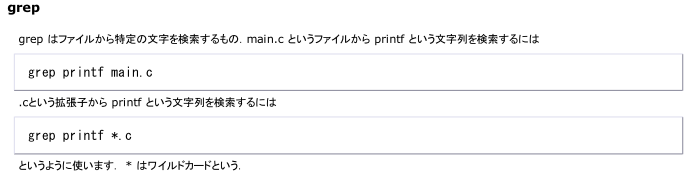 grep
grep はファイルから特定の文字を検索するもの. main.c というファイルから printf という文字列を検索するには
grep printf main.c
.cという拡張子から printf という文字列を検索するには
grep printf *.c
というように使います. * はワイルドカードという.